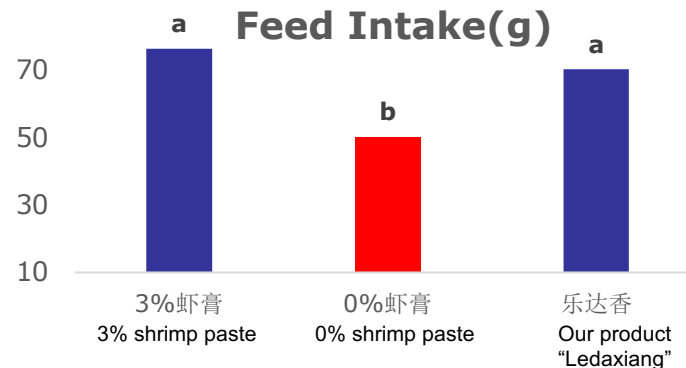 Feed Intake(g)
a
a
b
70
50
30
10
3%虾膏
0%虾膏
乐达香
3% shrimp paste
0% shrimp paste
Our product
“Ledaxiang”